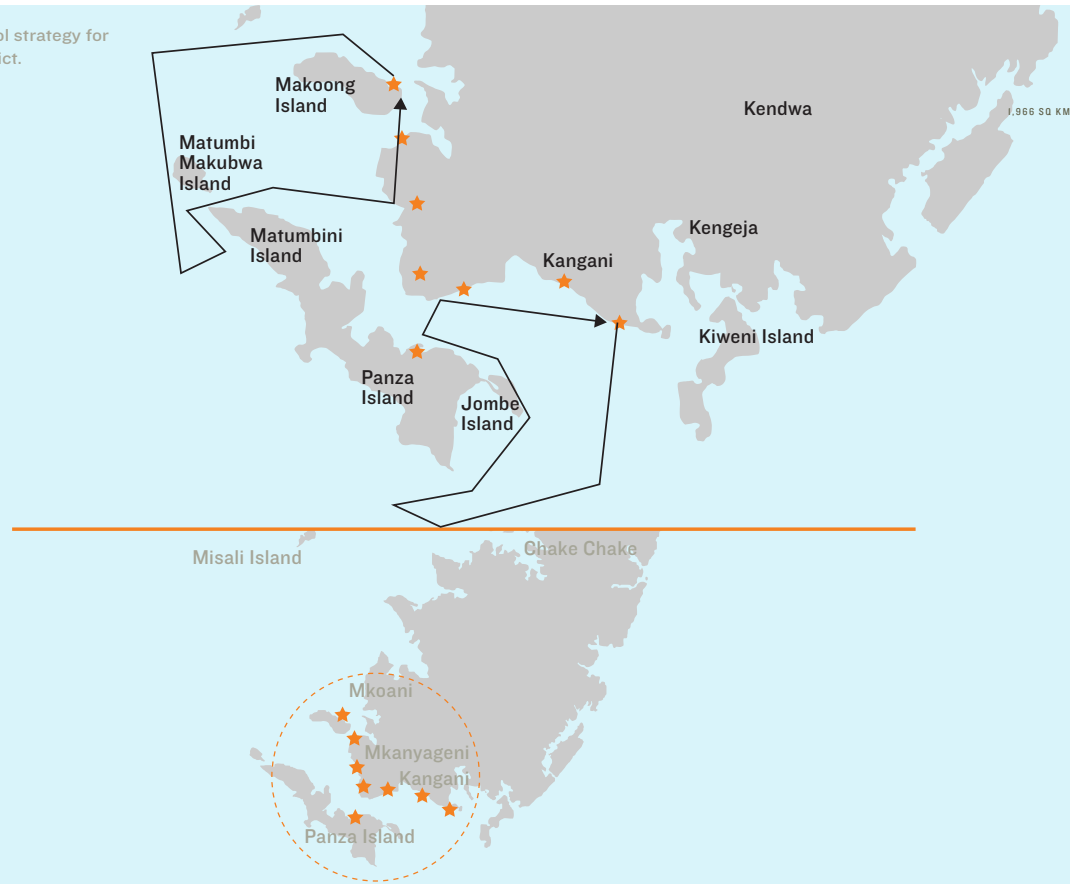 ol strategy for
ict.
Makoong
Island
Kendwa
1,966 SQ KM
Matumbi
Makubwa
Island
Matumbini
Island
Kengeja
Kangani
Kiweni Island
Panza
Island
Jombe
Island
Misali Island
Chake Chake
Mkoani
Mkanyageni
Kangani
Panza Island